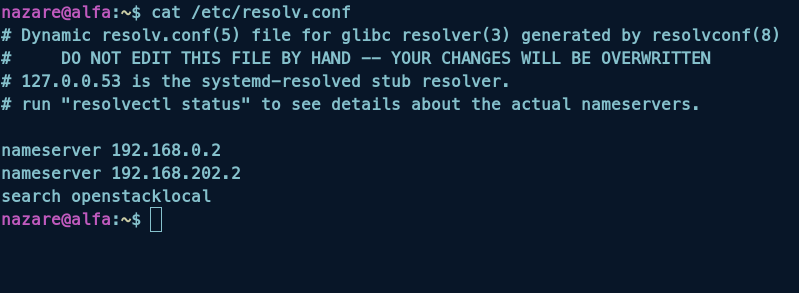 nazare@alfa:~$ cat /etc/resolv.conf
# Dynamic resolv.conf(5) file for glibc resolver(3) generated by resolvconf(8)
#     DO NOT EDIT THIS FILE BY HAND -- YOUR CHANGES WILL BE OVERWRITTEN
# 127.0.0.53 is the systemd-resolved stub resolver.
# run "resolvectl status" to see details about the actual nameservers.

nameserver 192.168.0.2
nameserver 192.168.202.2
search openstacklocal
nazare@alfa:~$